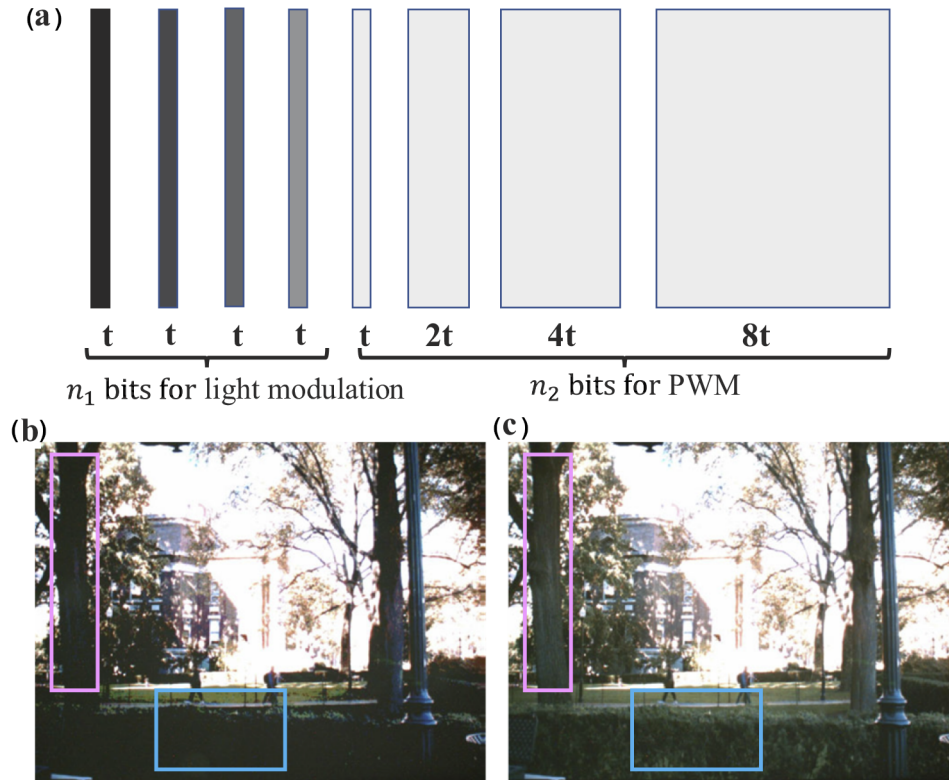 (a)
t t t t t 2t 4t 8t
n₁ bits for light modulation
n₂ bits for PWM
(b)
(c)